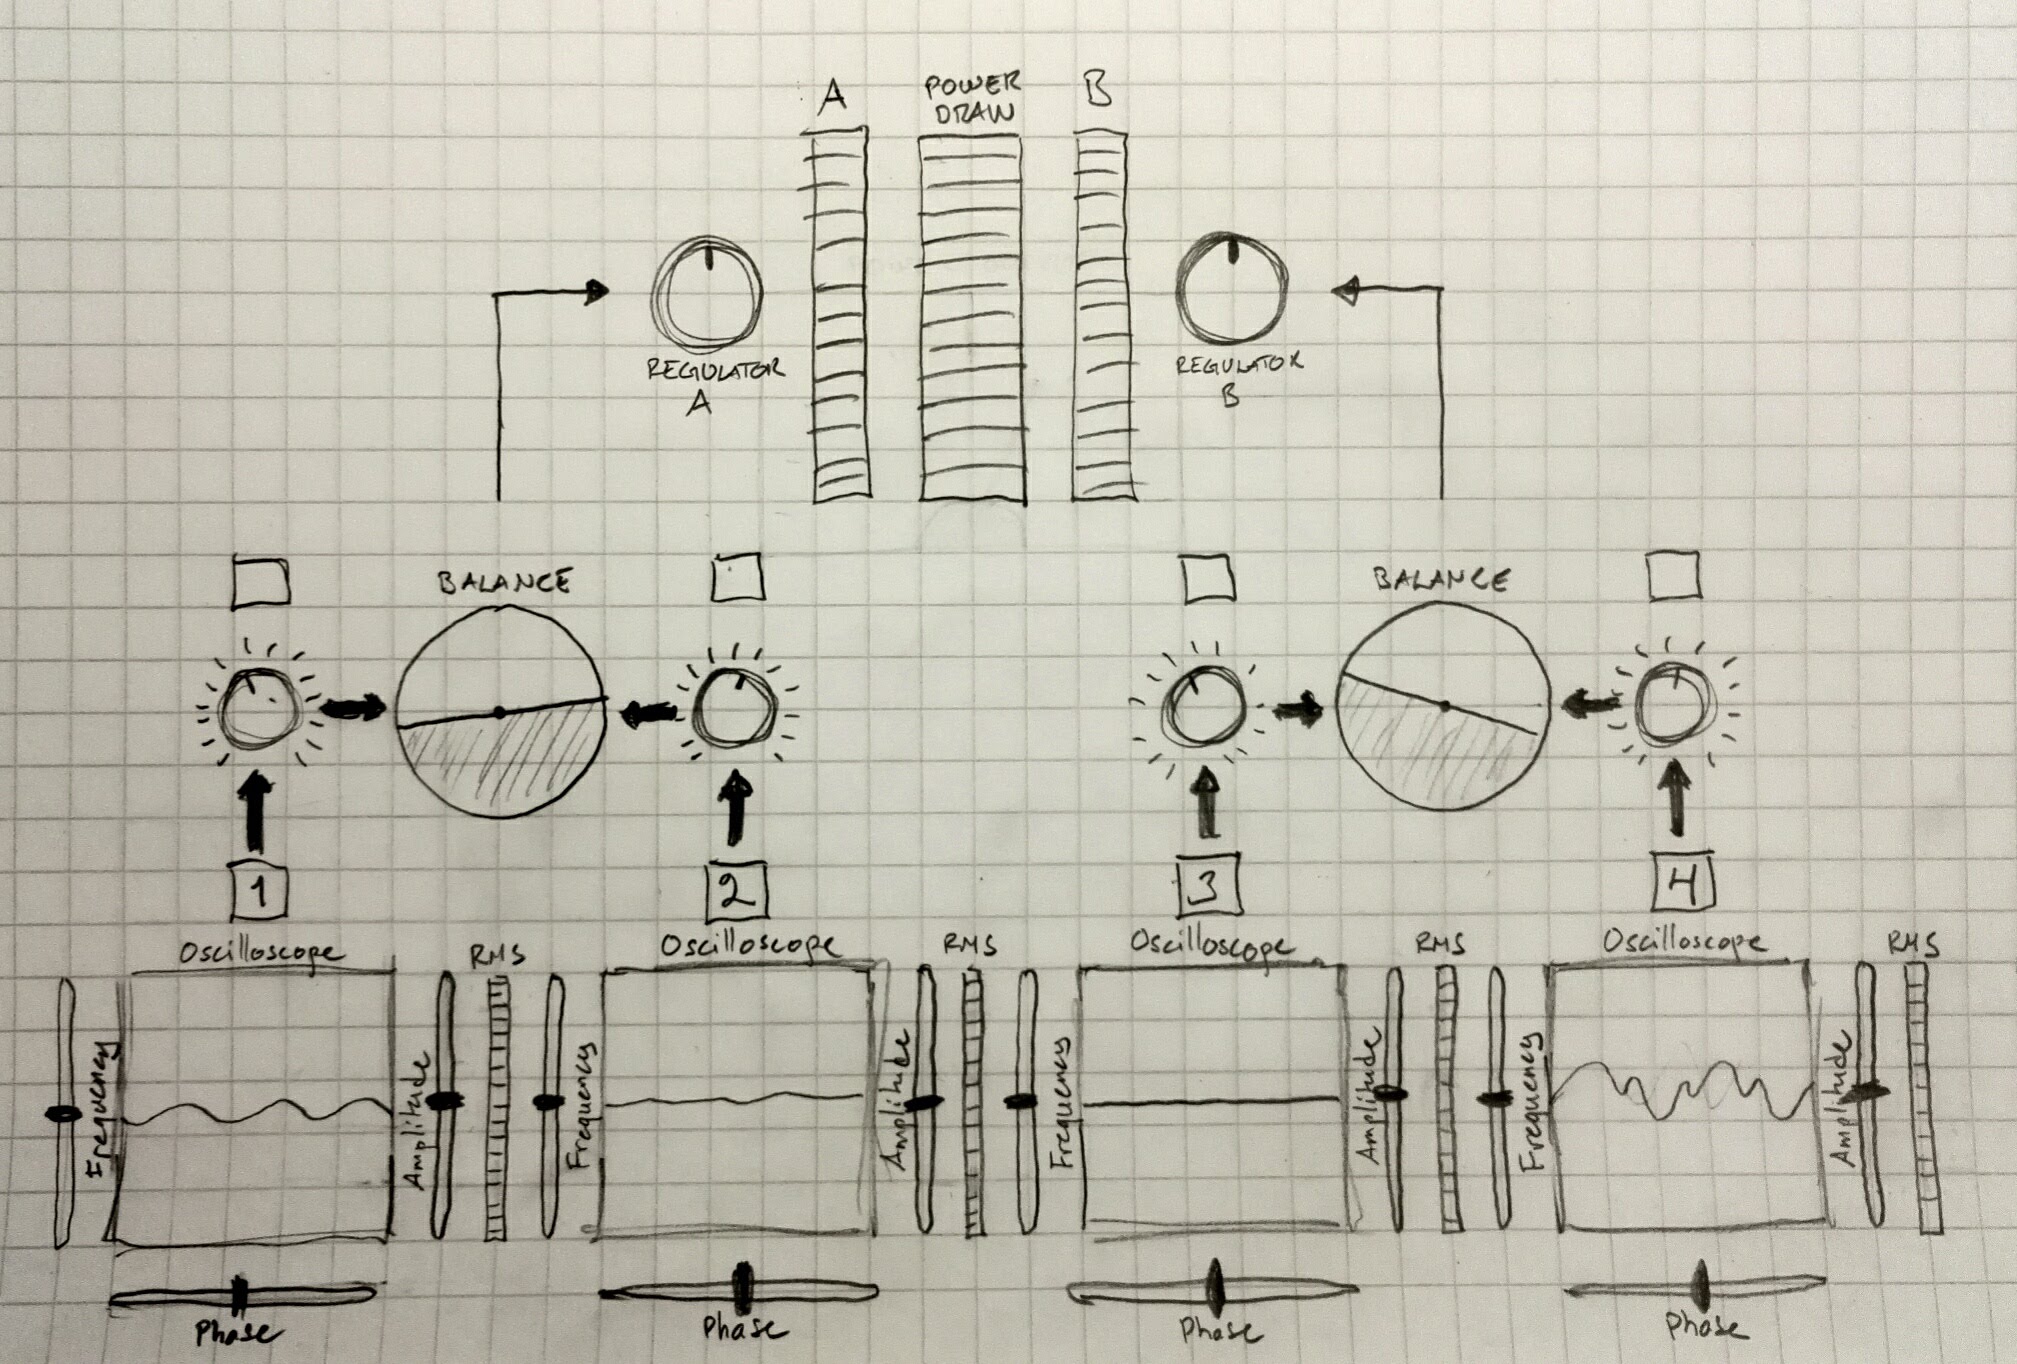 A
POWER
DRAW
B
REGULATOR
A
REGULATOR
B
BALANCE
BALANCE
1
2
3
4
Oscilloscope
RMS
Oscilloscope
RMS
Oscilloscope
RMS
Oscilloscope
RMS
Frequency
Amplitude
Frequency
Amplitude
Frequency
Amplitude
Frequency
Amplitude
Phase
Phase
Phase
Phase